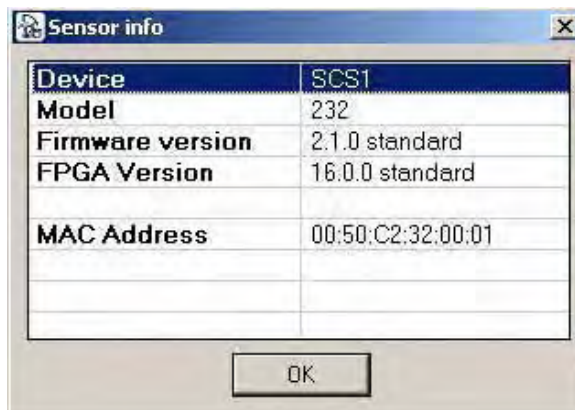 Sensor info
Device SCS1
Model 232
Firmware version 2.1.0 standard
FPGA Version 16.0.0 standard
MAC Address 00:50:C2:32:00:01
OK